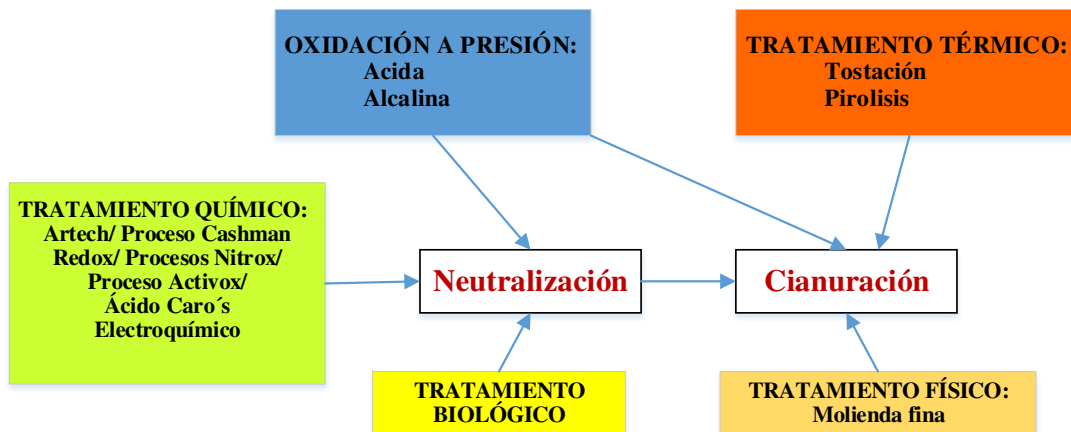 OXIDACIÓN A PRESIÓN:
Acida
Alcalina
TRATAMIENTO TÉRMICO:
Tostación
Pirolisis
TRATAMIENTO QUÍMICO:
Artech/ Proceso Cashman
Redox/ Procesos Nitrox/
Proceso Activox/
Ácido Caro´s
Electroquímico
Neutralización
Cianuración
TRATAMIENTO
BIOLÓGICO
TRATAMIENTO FÍSICO:
Molienda fina